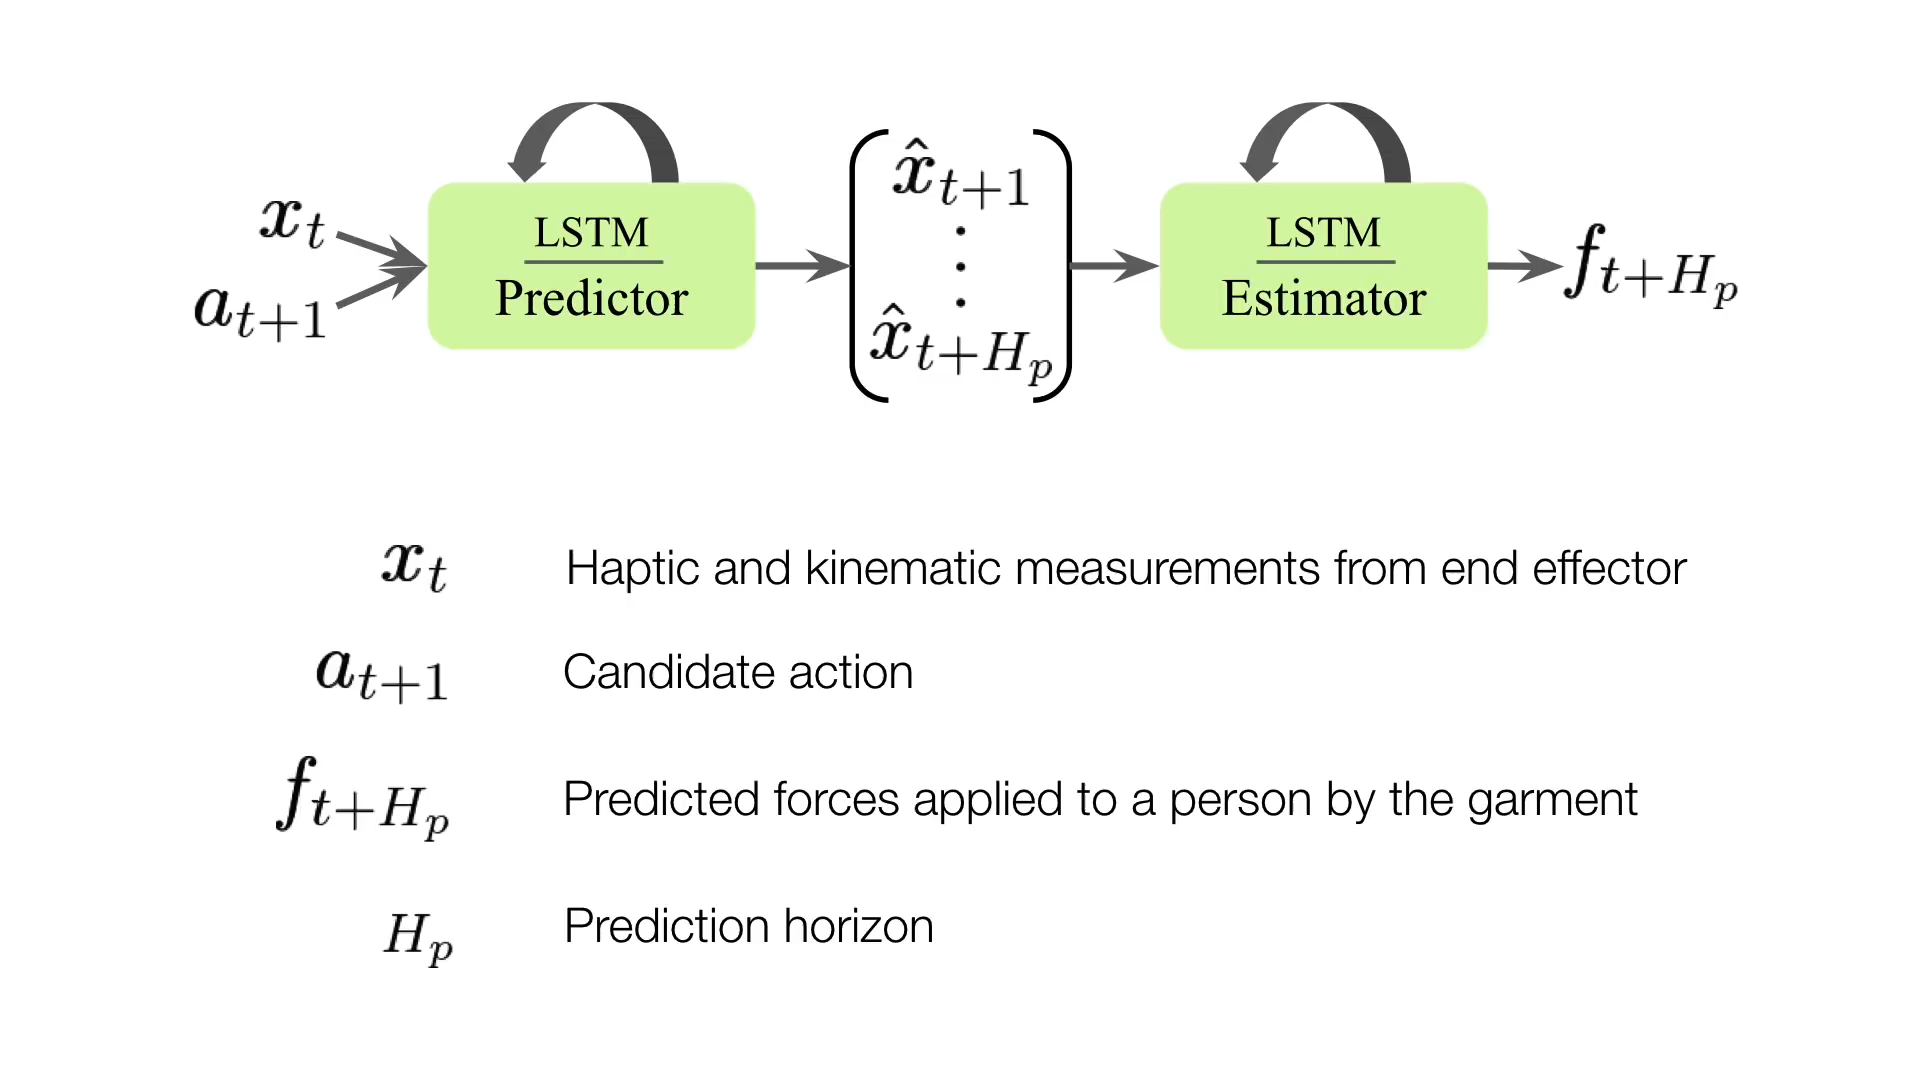 x_t
a_{t+1}
LSTM
Predictor
x̂_{t+1}
⋮
x̂_{t+H_p}
LSTM
Estimator
f_{t+H_p}
x_t Haptic and kinematic measurements from end effector
a_{t+1} Candidate action
f_{t+H_p} Predicted forces applied to a person by the garment
H_p Prediction horizon